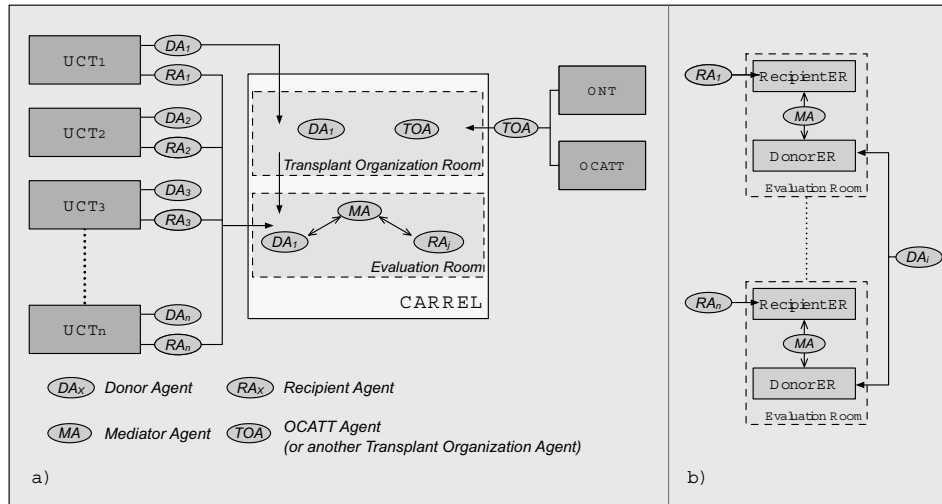 UCT1
DA1
RA1
UCT2
DA2
RA2
UCT3
DA3
RA3
UCTn
DAn
RAn
DA1
TOA
Transplant Organization Room
MA
DA1
RAj
Evaluation Room
CARREL
TOA
ONT
OCATT
DAx Donor Agent
RAx Recipient Agent
MA Mediator Agent
TOA OCATT Agent
(or another Transplant Organization Agent)
a)
RA1
RecipientER
MA
DonorER
Evaluation Room
DAi
RAn
RecipientER
MA
DonorER
Evaluation Room
b)